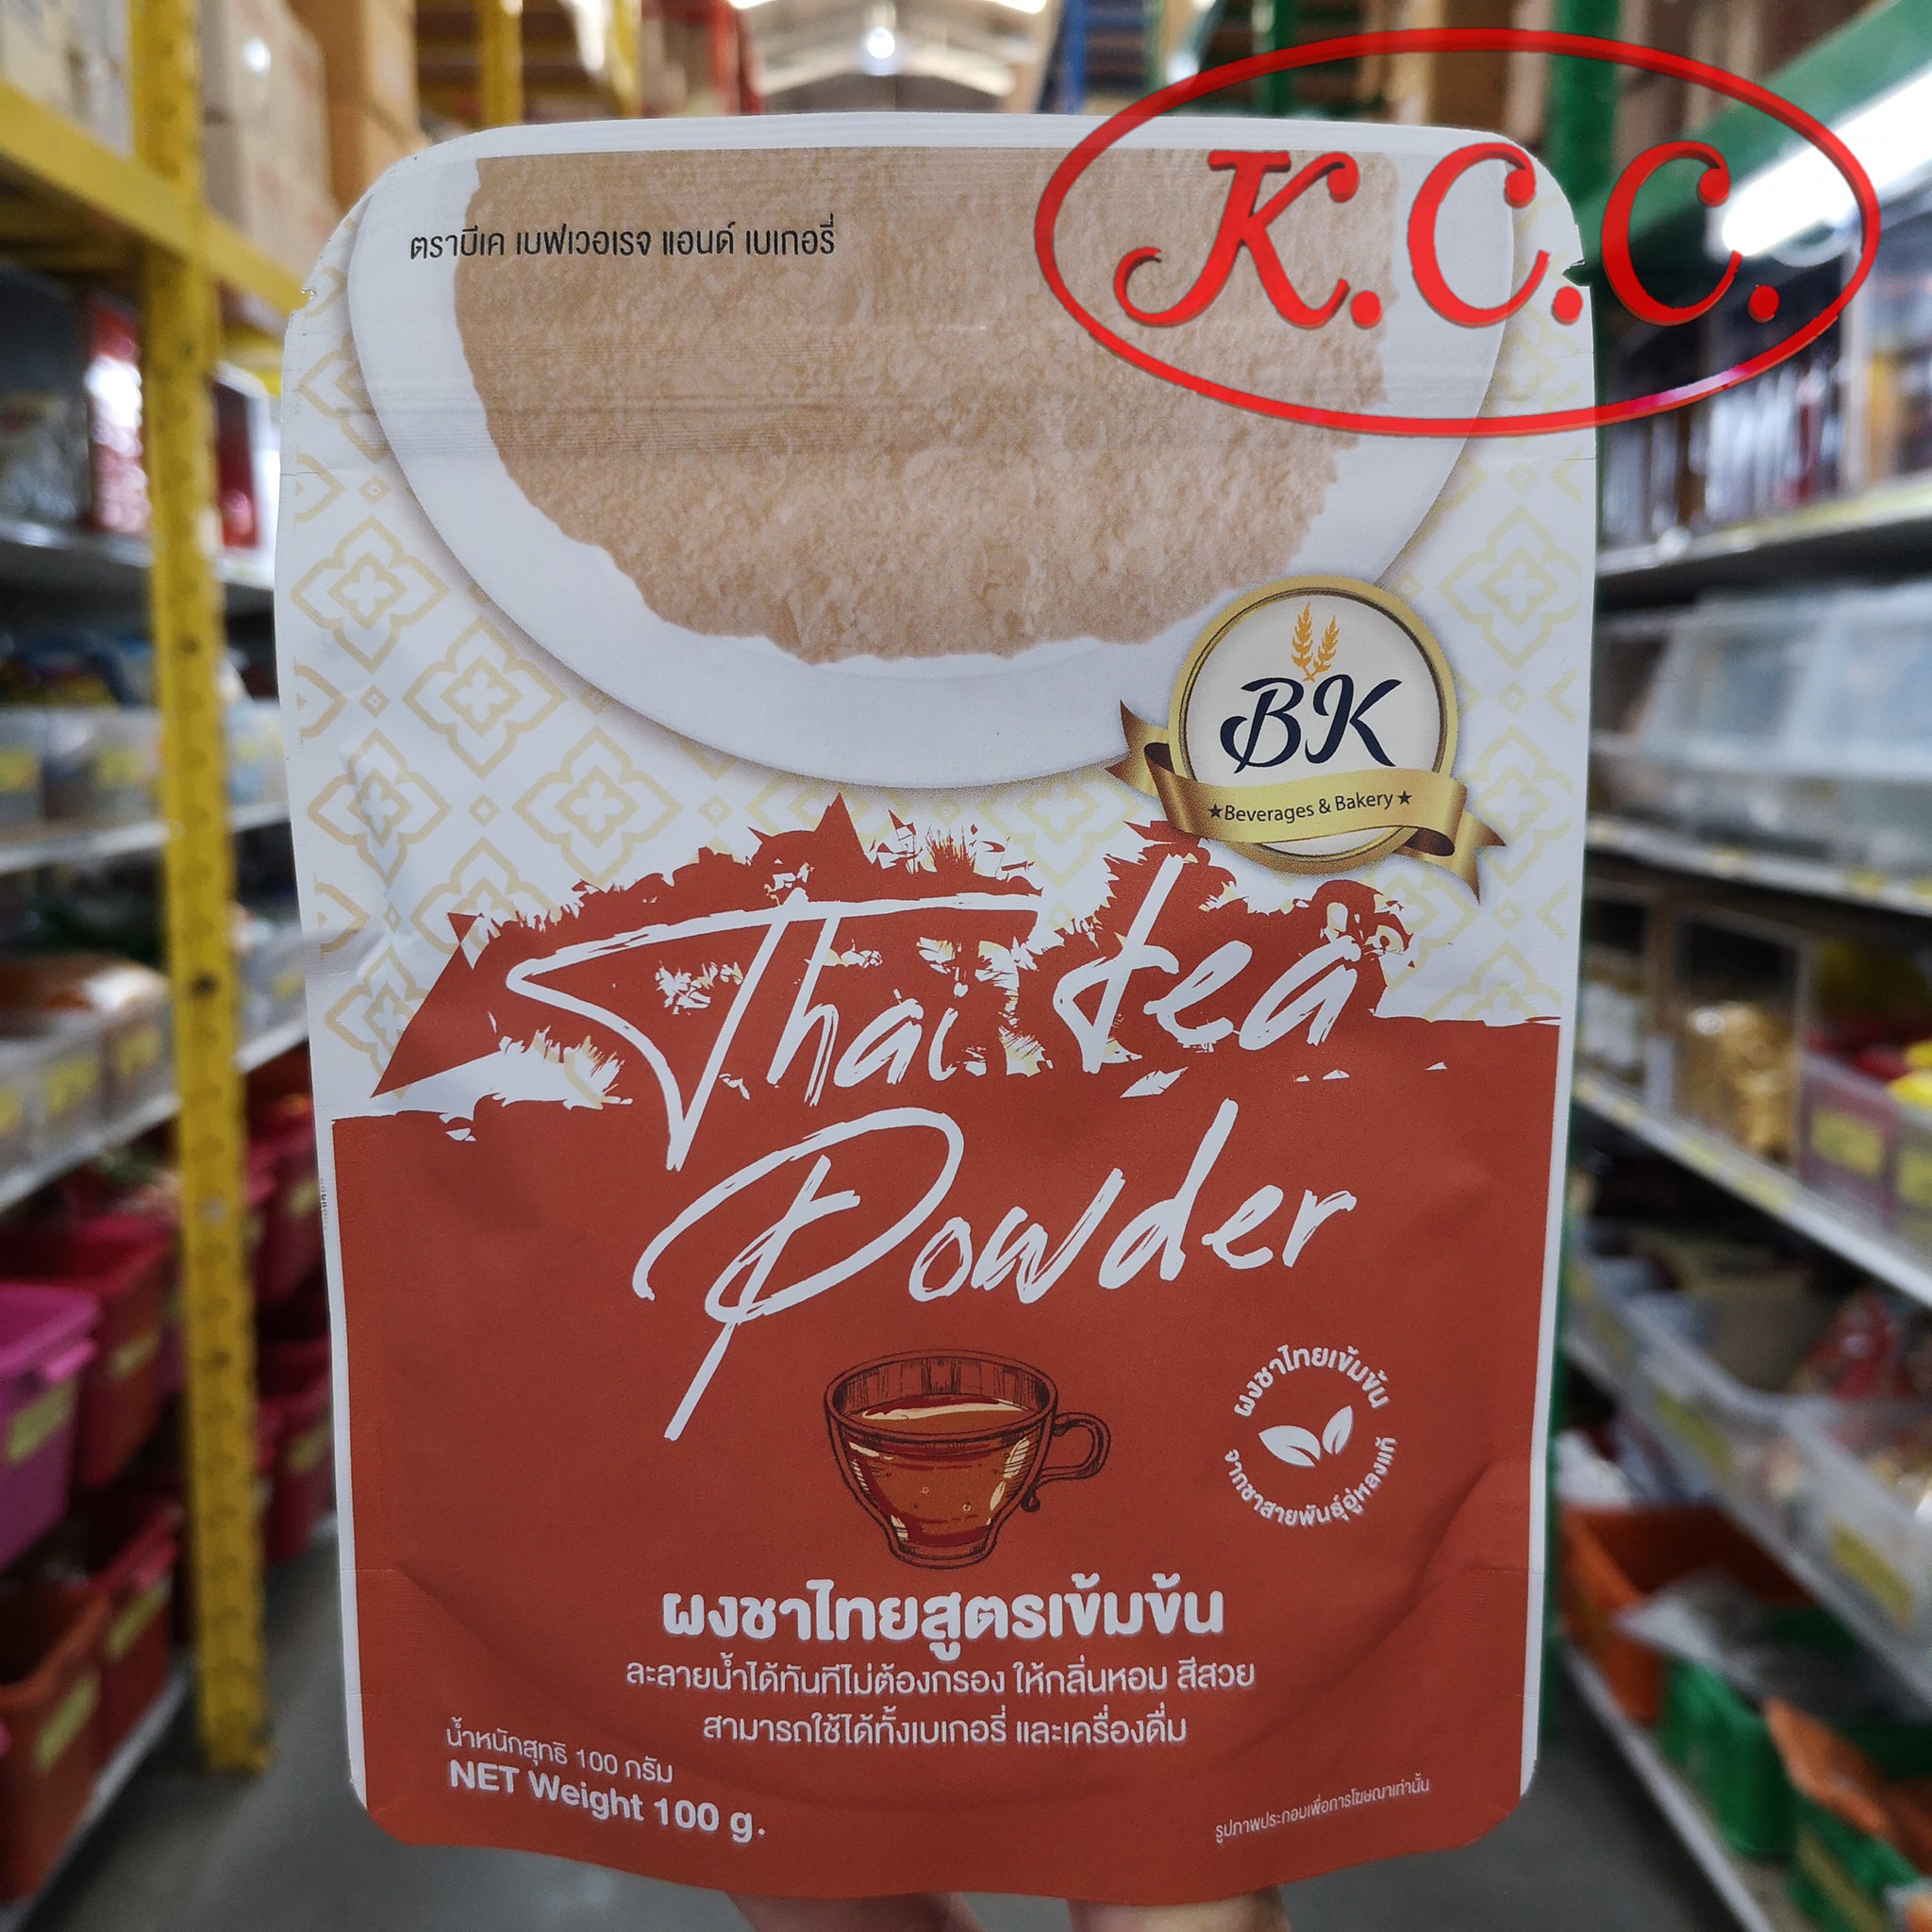 K.C.C.
ตราบีเค เบฟเวอเรจ แอนด์ เบเกอรี่
BK
★Beverages & Bakery★
Thai tea
Powder
ผงชาไทยเข้มข้น
จากชาสายพันธุ์อู่หลงแท้
ผงชาไทยสูตรเข้มข้น
ละลายน้ำได้ทันทีไม่ต้องกรอง ให้กลิ่นหอม สีสวย
สามารถใช้ได้ทั้งเบเกอรี่ และเครื่องดื่ม
น้ำหนักสุทธิ 100 กรัม
NET Weight 100 g.
รูปภาพประกอบเพื่อการโฆษณาเท่านั้น